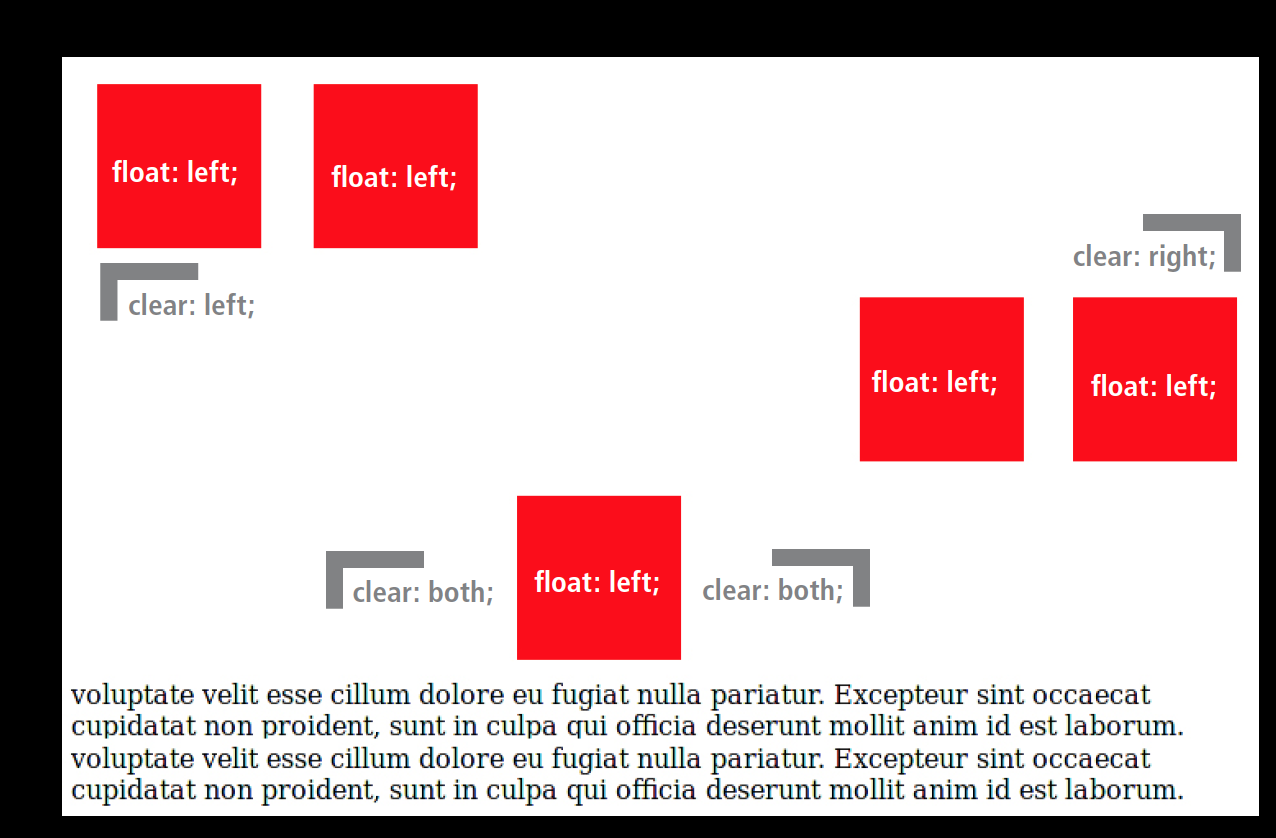 float: left;
float: left;
clear: left;
clear: right;
float: left;
float: left;
clear: both;
float: left;
clear: both;
voluptate velit esse cillum dolore eu fugiat nulla pariatur. Excepteur sint occaecat
cupidatat non proident, sunt in culpa qui officia deserunt mollit anim id est laborum.
voluptate velit esse cillum dolore eu fugiat nulla pariatur. Excepteur sint occaecat
cupidatat non proident, sunt in culpa qui officia deserunt mollit anim id est laborum.